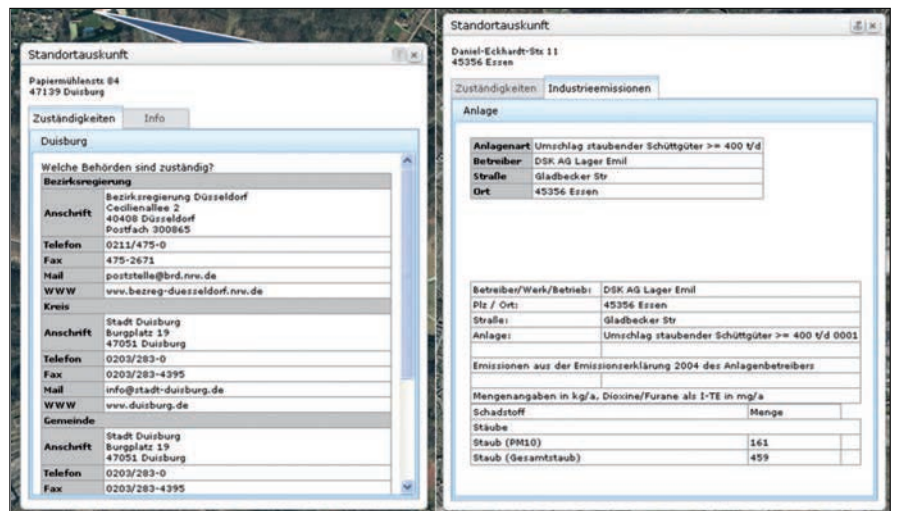 Standortauskunft
Papiermühlenstr. 84
47139 Duisburg
Zuständigkeiten Info
Duisburg
Welche Behörden sind zuständig?
Bezirksregierung
Anschrift
Bezirksregierung Düsseldorf
Cecilienallee 2
40408 Düsseldorf
Postfach 300865
Telefon 0211/475-0
Fax 475-2671
Mail poststelle@brd.nrw.de
WWW www.bezreg-duesseldorf.nrw.de
Kreis
Anschrift
Stadt Duisburg
Burgplatz 19
47051 Duisburg
Telefon 0203/283-0
Fax 0203/283-4395
Mail info@stadt-duisburg.de
WWW www.duisburg.de
Gemeinde
Anschrift
Stadt Duisburg
Burgplatz 19
47051 Duisburg
Telefon 0203/283-0
Fax 0203/283-4395
Standortauskunft
Daniel-Eckhardt-Str. 11
45356 Essen
Zuständigkeiten Industrieemissionen
Anlage
Anlagenart Umschlag staubender Schüttgüter >= 400 t/d
Betreiber DSK AG Lager Emil
Straße Gladbecker Str
Ort 45356 Essen
Betreiber/Werk/Betrieb: DSK AG Lager Emil
Plz / Ort: 45356 Essen
Straße: Gladbecker Str
Anlage: Umschlag staubender Schüttgüter >= 400 t/d 0001
Emissionen aus der Emissionserklärung 2004 des Anlagenbetreibers
Mengenangaben in kg/a, Dioxine/Furane als I-TE in mg/a
Schadstoff Menge
Stäube
Staub (PM10) 161
Staub (Gesamtstaub) 459